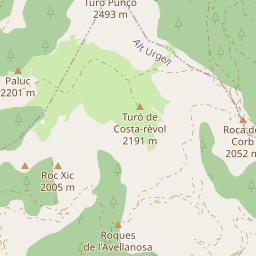 Turó Punçó
2493 m
Alt Urgell
Paluc
2201 m
Turó de
Costa-rèvol
2191 m
Roca de
Corb
2052 m
Roc Xic
2005 m
Roques
de l'Avellanosa